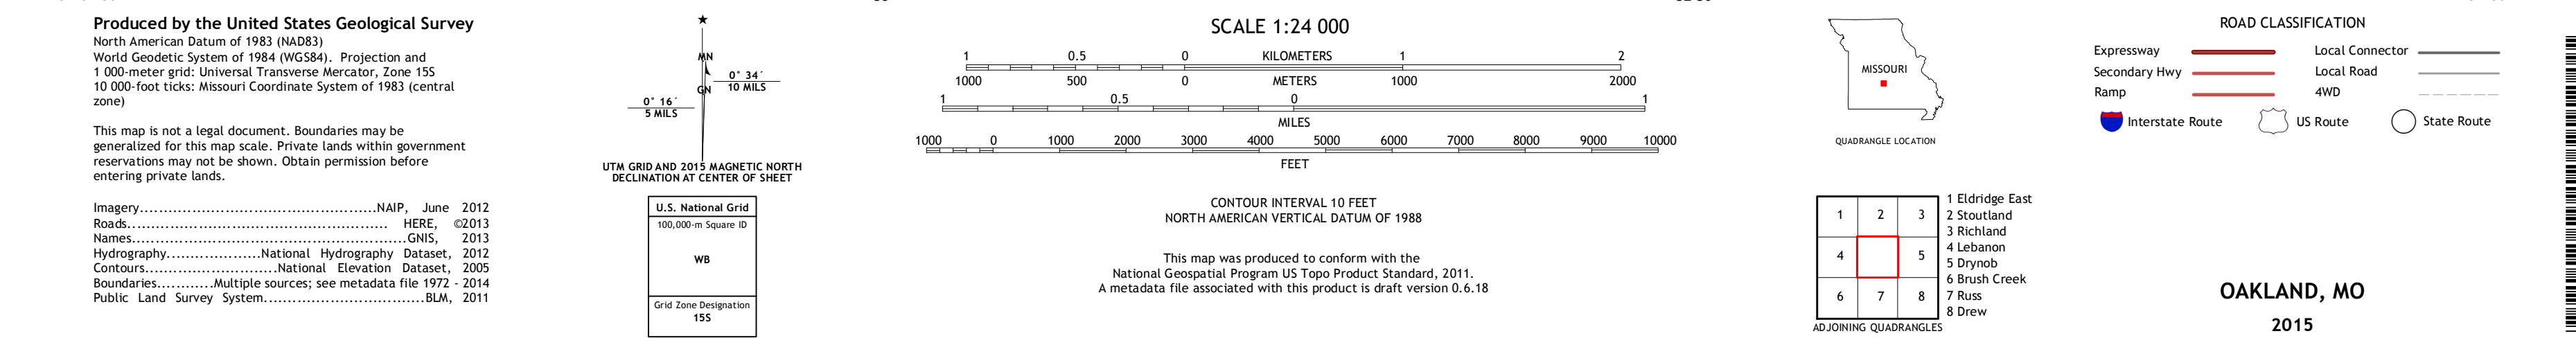 Produced by the United States Geological Survey
North American Datum of 1983 (NAD83)
World Geodetic System of 1984 (WGS84). Projection and
1 000-meter grid: Universal Transverse Mercator, Zone 15S
10 000-foot ticks: Missouri Coordinate System of 1983 (central
zone)
This map is not a legal document. Boundaries may be
generalized for this map scale. Private lands within government
reservations may not be shown. Obtain permission before
entering private lands.
Imagery.................................................NAIP, June 2012
Roads...................................................... HERE, ©2013
Names.........................................................GNIS, 2013
Hydrography....................National Hydrography Dataset, 2012
Contours...........................National Elevation Dataset, 2005
Boundaries............Multiple sources; see metadata file 1972 - 2014
Public Land Survey System.................................BLM, 2011
MN
GN
0° 34´
10 MILS
0° 16´
5 MILS
UTM GRID AND 2015 MAGNETIC NORTH
DECLINATION AT CENTER OF SHEET
U.S. National Grid
100,000-m Square ID
WB
Grid Zone Designation
15S
SCALE 1:24 000
1 0.5 0 KILOMETERS 1 2
1000 500 0 METERS 1000 2000
1 0.5 0 1
MILES
1000 0 1000 2000 3000 4000 5000 6000 7000 8000 9000 10000
FEET
CONTOUR INTERVAL 10 FEET
NORTH AMERICAN VERTICAL DATUM OF 1988
This map was produced to conform with the
National Geospatial Program US Topo Product Standard, 2011.
A metadata file associated with this product is draft version 0.6.18
MISSOURI
QUADRANGLE LOCATION
1 2 3
4 5
6 7 8
ADJOINING QUADRANGLES
1 Eldridge East
2 Stoutland
3 Richland
4 Lebanon
5 Drynob
6 Brush Creek
7 Russ
8 Drew
ROAD CLASSIFICATION
Expressway Local Connector
Secondary Hwy Local Road
Ramp 4WD
Interstate Route US Route State Route
OAKLAND, MO
2015